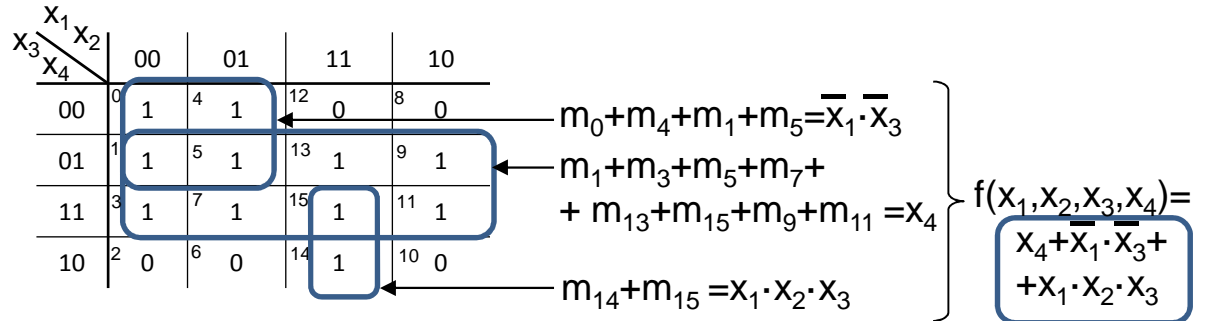 x₁ x₂
x₃ x₄
00 01 11 10
00 0 1 4 1 12 0 8 0
01 1 1 5 1 13 1 9 1
11 3 1 7 1 15 1 11 1
10 2 0 6 0 14 1 10 0
m₀+m₄+m₁+m₅=x̅₁·x̅₃
m₁+m₃+m₅+m₇+
+ m₁₃+m₁₅+m₉+m₁₁ =x₄
m₁₄+m₁₅ =x₁·x₂·x₃
f(x₁,x₂,x₃,x₄)=
x₄+x̅₁·x̅₃+
+x₁·x₂·x₃